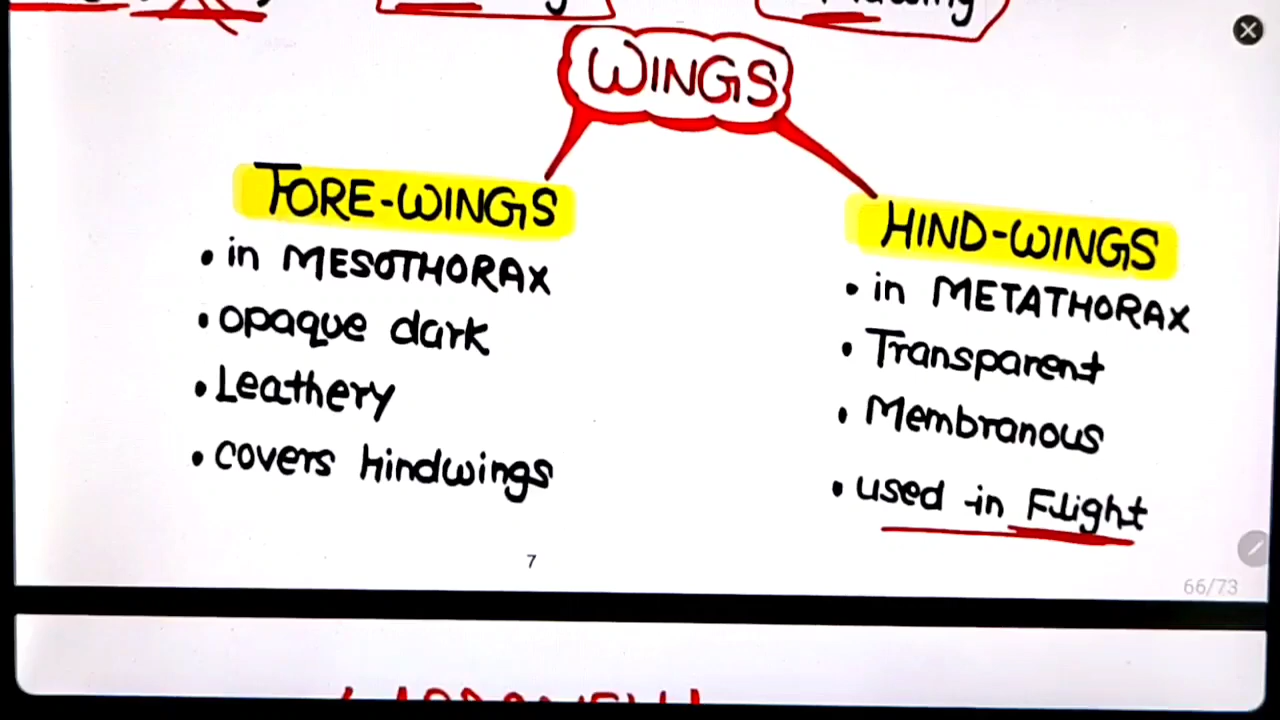 WINGS
FORE-WINGS
• in MESOTHORAX
• opaque dark
• Leathery
• covers hindwings
HIND-WINGS
• in METATHORAX
• Transparent
• Membranous
• used in Flight
7
66/73